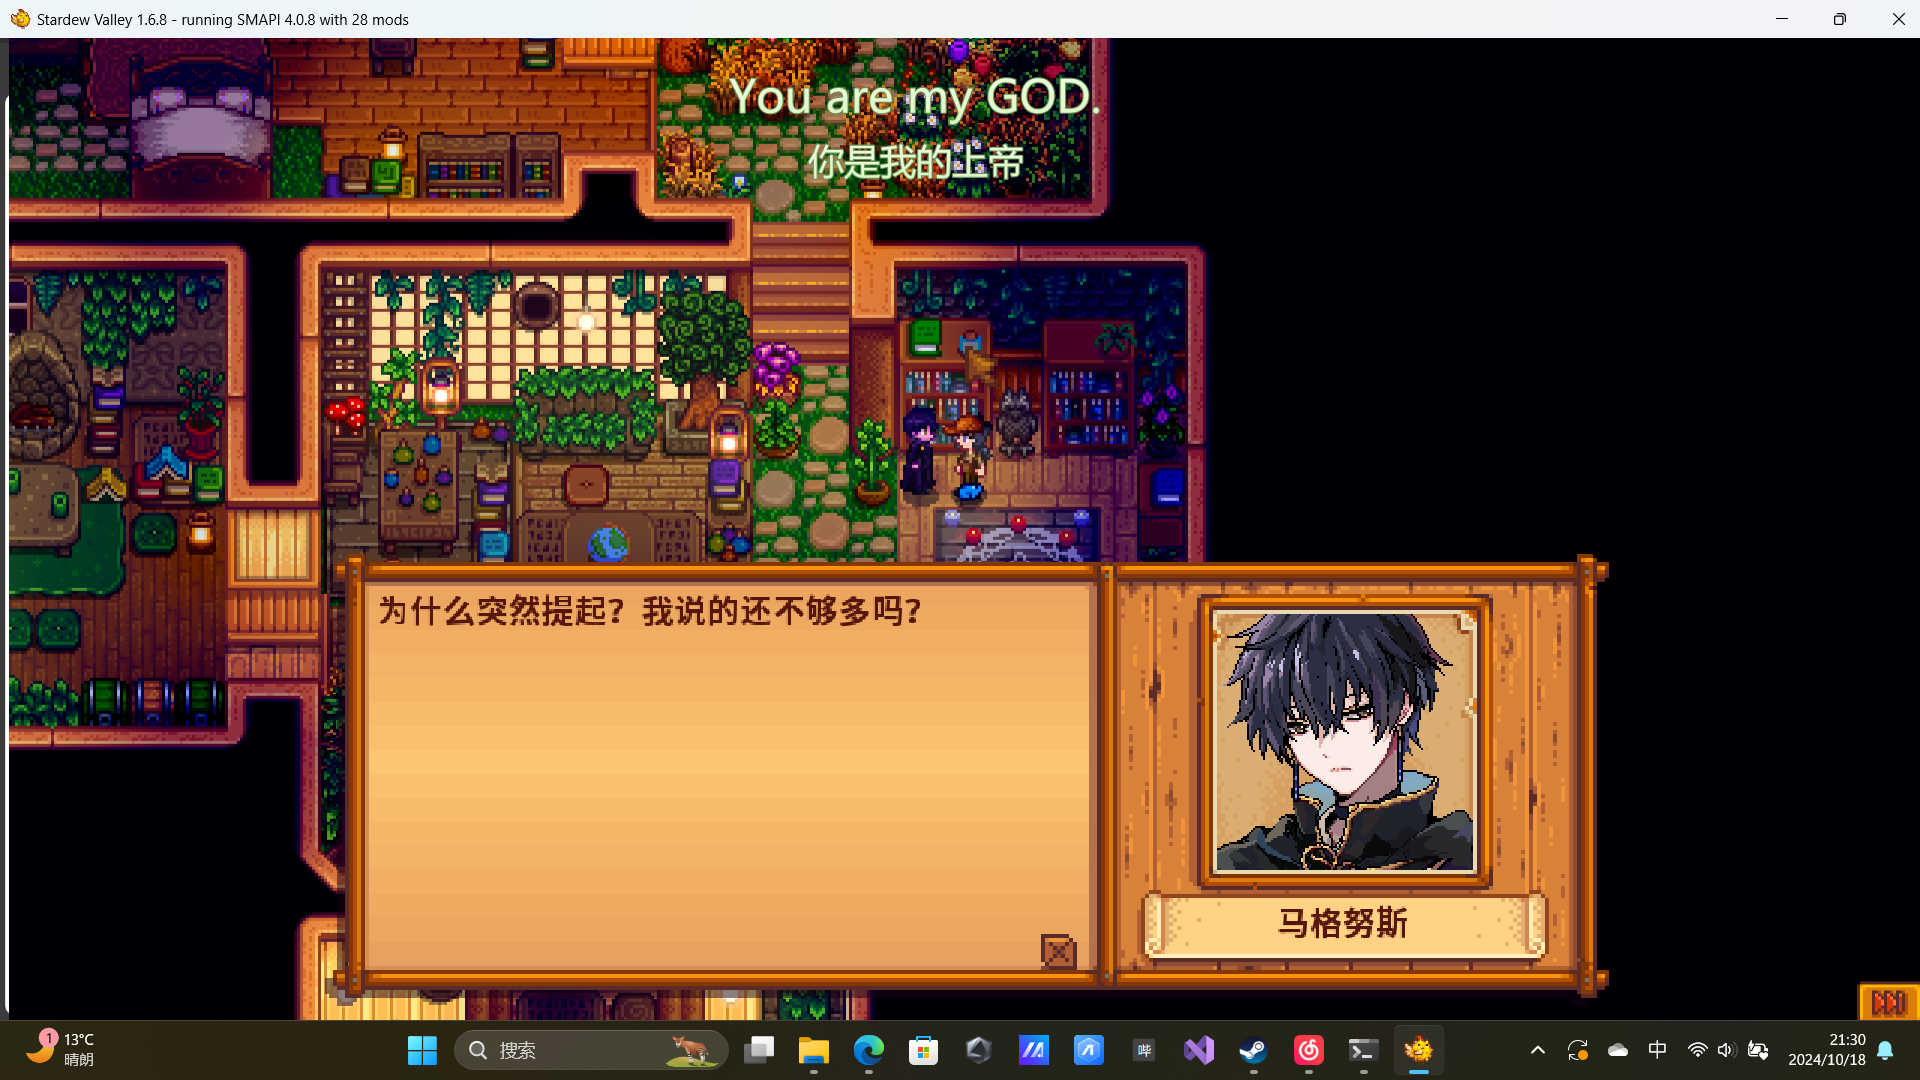 Stardew Valley 1.6.8 - running SMAPI 4.0.8 with 28 mods
You are my GOD.
你是我的上帝
为什么突然提起？我说的还不够多吗？
马格努斯
1
13°C
晴朗
搜索
哔
中
21:30
2024/10/18